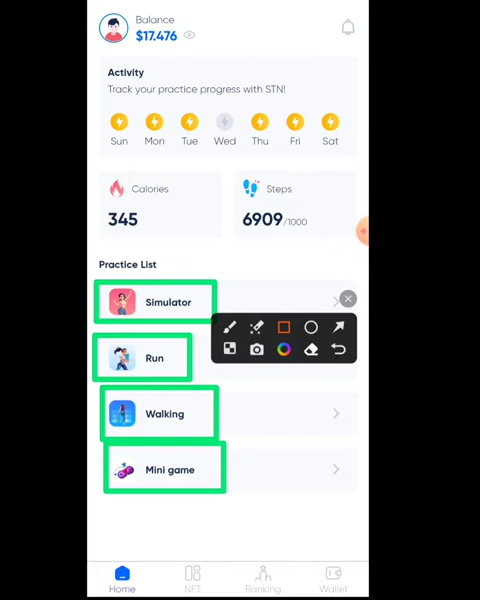 Balance
$17.476
Activity
Track your practice progress with STN!
Sun Mon Tue Wed Thu Fri Sat
Calories
345
Steps
6909/1000
Practice List
Simulator
Run
Walking
Mini game
Home NFT Ranking Wallet